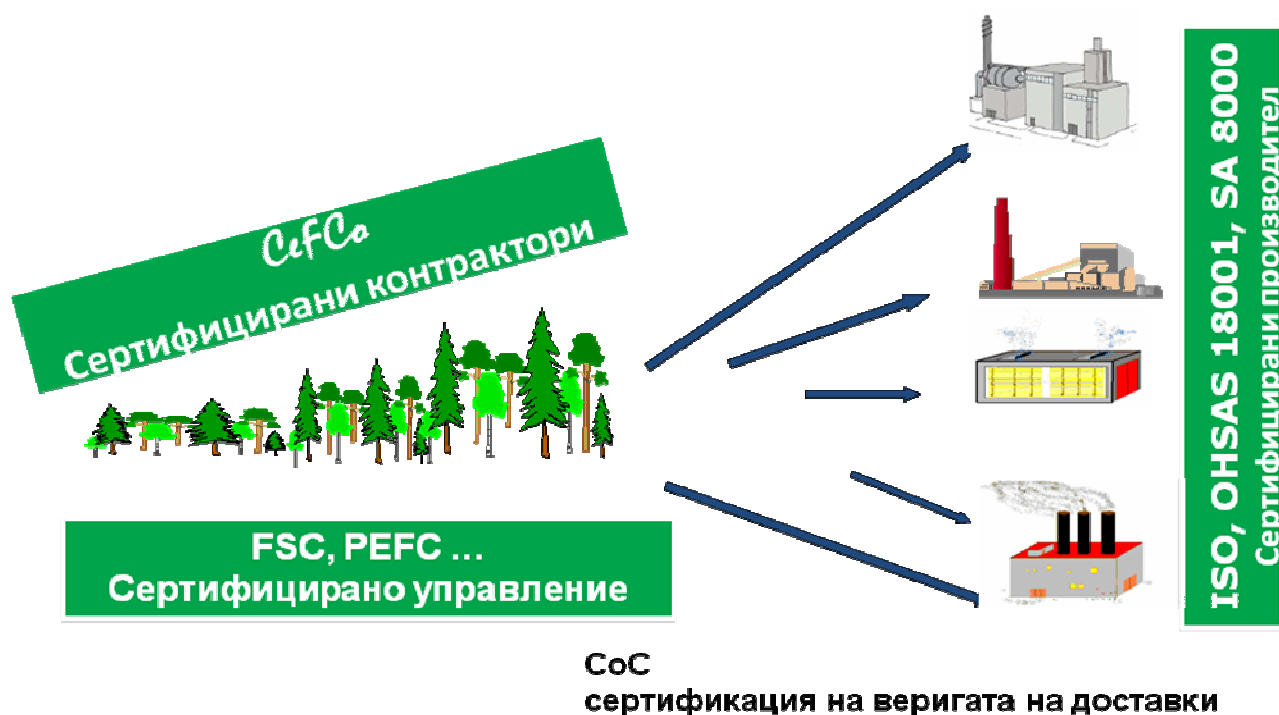 CeFCo
Сертифицирани контрактори
FSC, PEFC ...
Сертифицирано управление
ISO, OHSAS 18001, SA 8000
Сертифицирани производител
CoC
сертификация на веригата на доставки